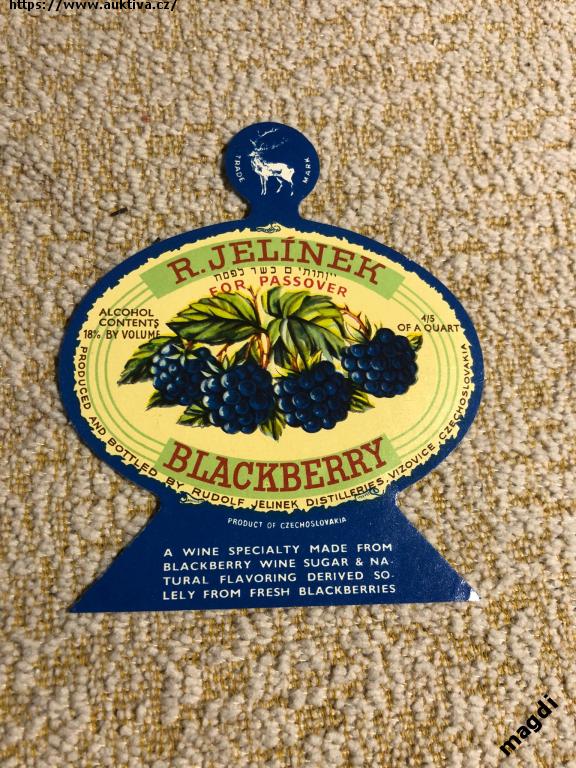 https://www.auktiva.cz/
TRADE MARK
R. JELÍNEK
כשר לפסח
FOR PASSOVER
ALCOHOL
CONTENTS
18% BY VOLUME
4/5
OF A QUART
BLACKBERRY
PRODUCED AND BOTTLED BY RUDOLF JELINEK DISTILLERIES, VIZOVICE, CZECHOSLOVAKIA
PRODUCT OF CZECHOSLOVAKIA
A WINE SPECIALTY MADE FROM
BLACKBERRY WINE SUGAR & NA-
TURAL FLAVORING DERIVED SO-
LELY FROM FRESH BLACKBERRIES
magdi